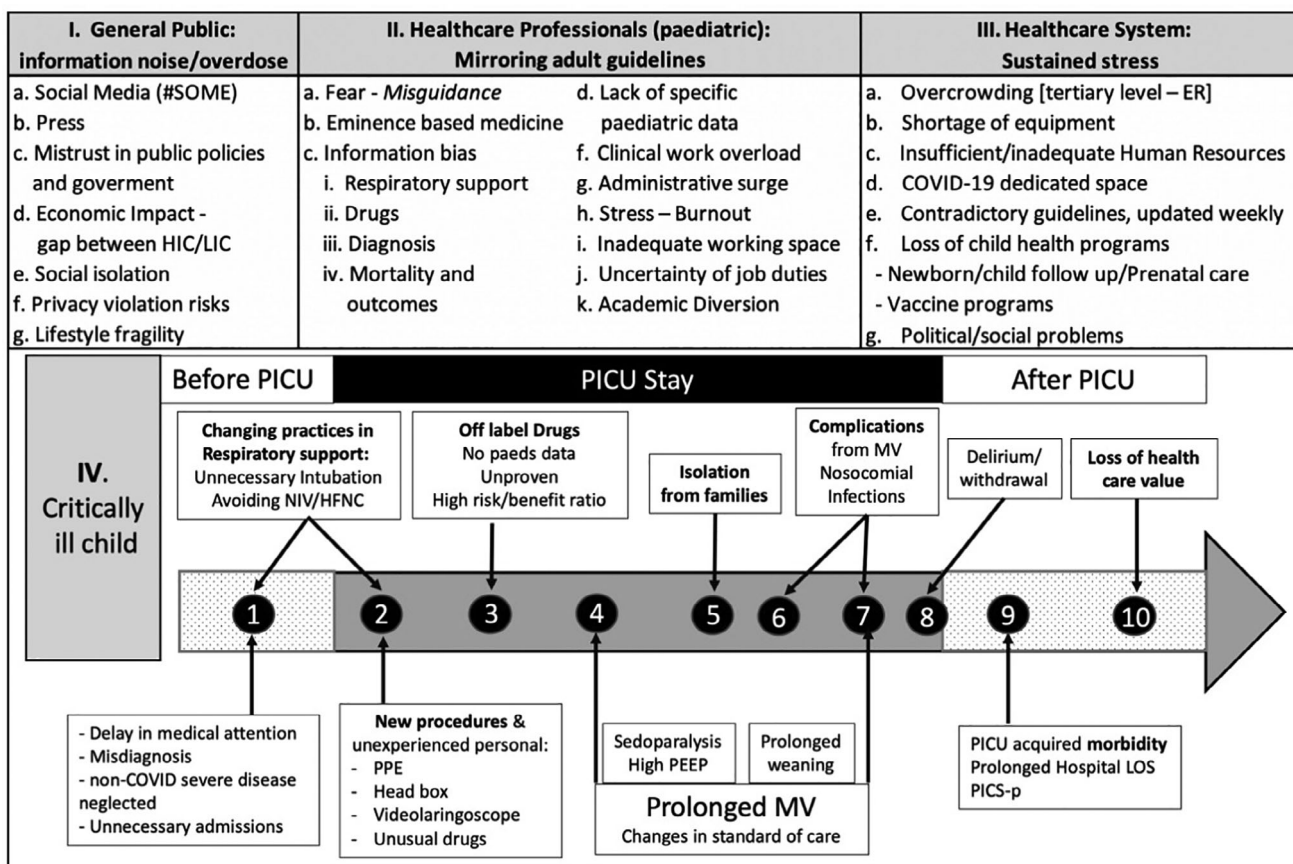 I. General Public:
information noise/overdose
a. Social Media (#SOME)
b. Press
c. Mistrust in public policies
and goverment
d. Economic Impact -
gap between HIC/LIC
e. Social isolation
f. Privacy violation risks
g. Lifestyle fragility
II. Healthcare Professionals (paediatric):
Mirroring adult guidelines
a. Fear - Misguidance
b. Eminence based medicine
c. Information bias
i. Respiratory support
ii. Drugs
iii. Diagnosis
iv. Mortality and
outcomes
d. Lack of specific
paediatric data
f. Clinical work overload
g. Administrative surge
h. Stress – Burnout
i. Inadequate working space
j. Uncertainty of job duties
k. Academic Diversion
III. Healthcare System:
Sustained stress
a. Overcrowding [tertiary level – ER]
b. Shortage of equipment
c. Insufficient/inadequate Human Resources
d. COVID-19 dedicated space
e. Contradictory guidelines, updated weekly
f. Loss of child health programs
- Newborn/child follow up/Prenatal care
- Vaccine programs
g. Political/social problems
IV.
Critically
ill child
Before PICU
PICU Stay
After PICU
Changing practices in
Respiratory support:
Unnecessary Intubation
Avoiding NIV/HFNC
Off label Drugs
No paeds data
Unproven
High risk/benefit ratio
Isolation
from families
Complications
from MV
Nosocomial
Infections
Delirium/
withdrawal
Loss of health
care value
1
2
3
4
5
6
7
8
9
10
- Delay in medical attention
- Misdiagnosis
- non-COVID severe disease
neglected
- Unnecessary admissions
New procedures &
unexperienced personal:
- PPE
- Head box
- Videolaringoscope
- Unusual drugs
Sedoparalysis
High PEEP
Prolonged
weaning
Prolonged MV
Changes in standard of care
PICU acquired morbidity
Prolonged Hospital LOS
PICS-p